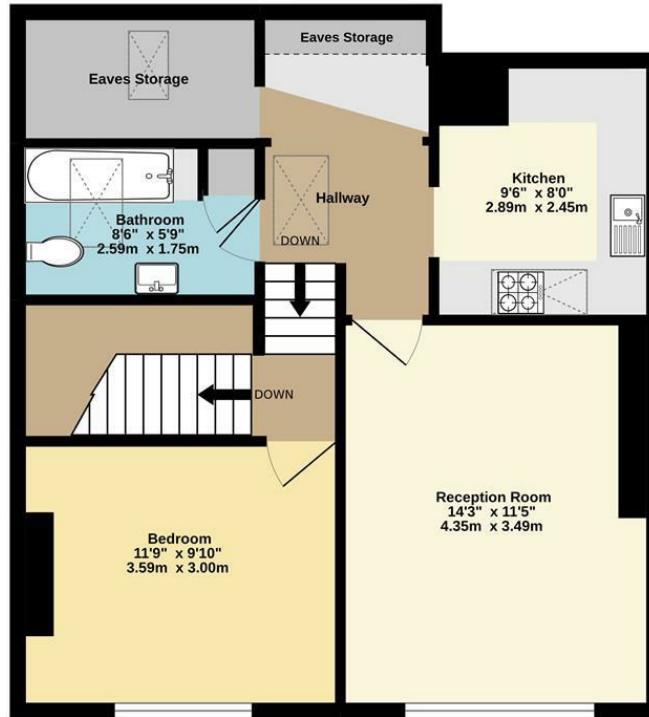 Eaves Storage
Eaves Storage
Kitchen
9'6" x 8'0"
2.89m x 2.45m
Hallway
Bathroom
8'6" x 5'9"
2.59m x 1.75m
DOWN
DOWN
Reception Room
14'3" x 11'5"
4.35m x 3.49m
Bedroom
11'9" x 9'10"
3.59m x 3.00m